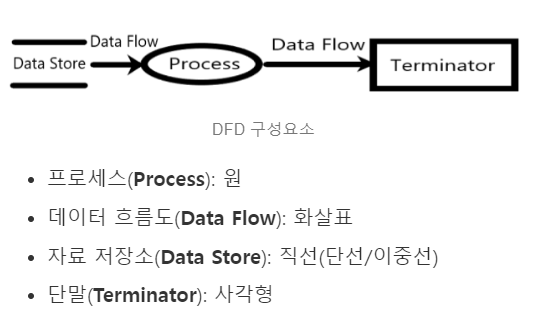 Data Flow
Data Store
Process
Data Flow
Terminator
DFD 구성요소
• 프로세스(Process): 원
• 데이터 흐름도(Data Flow): 화살표
• 자료 저장소(Data Store): 직선(단선/이중선)
• 단말(Terminator): 사각형